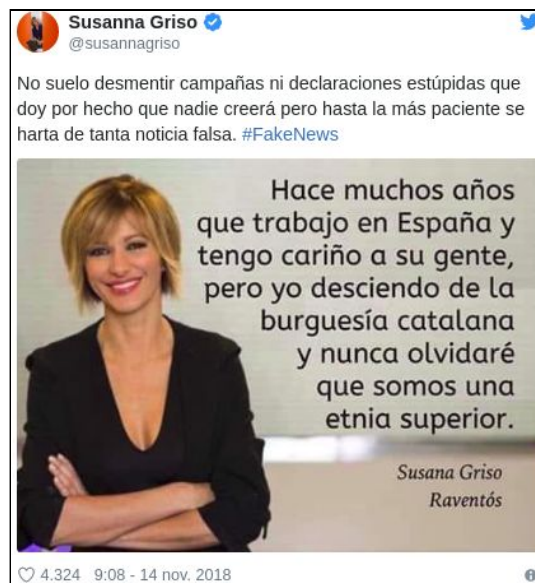 Susanna Griso
@susannagriso
No suelo desmentir campañas ni declaraciones estúpidas que
doy por hecho que nadie creerá pero hasta la más paciente se
harta de tanta noticia falsa. #FakeNews
Hace muchos años
que trabajo en España y
tengo cariño a su gente,
pero yo desciendo de la
burguesía catalana
y nunca olvidaré
que somos una
etnia superior.
Susana Griso
Raventós
4.324 9:08 - 14 nov. 2018